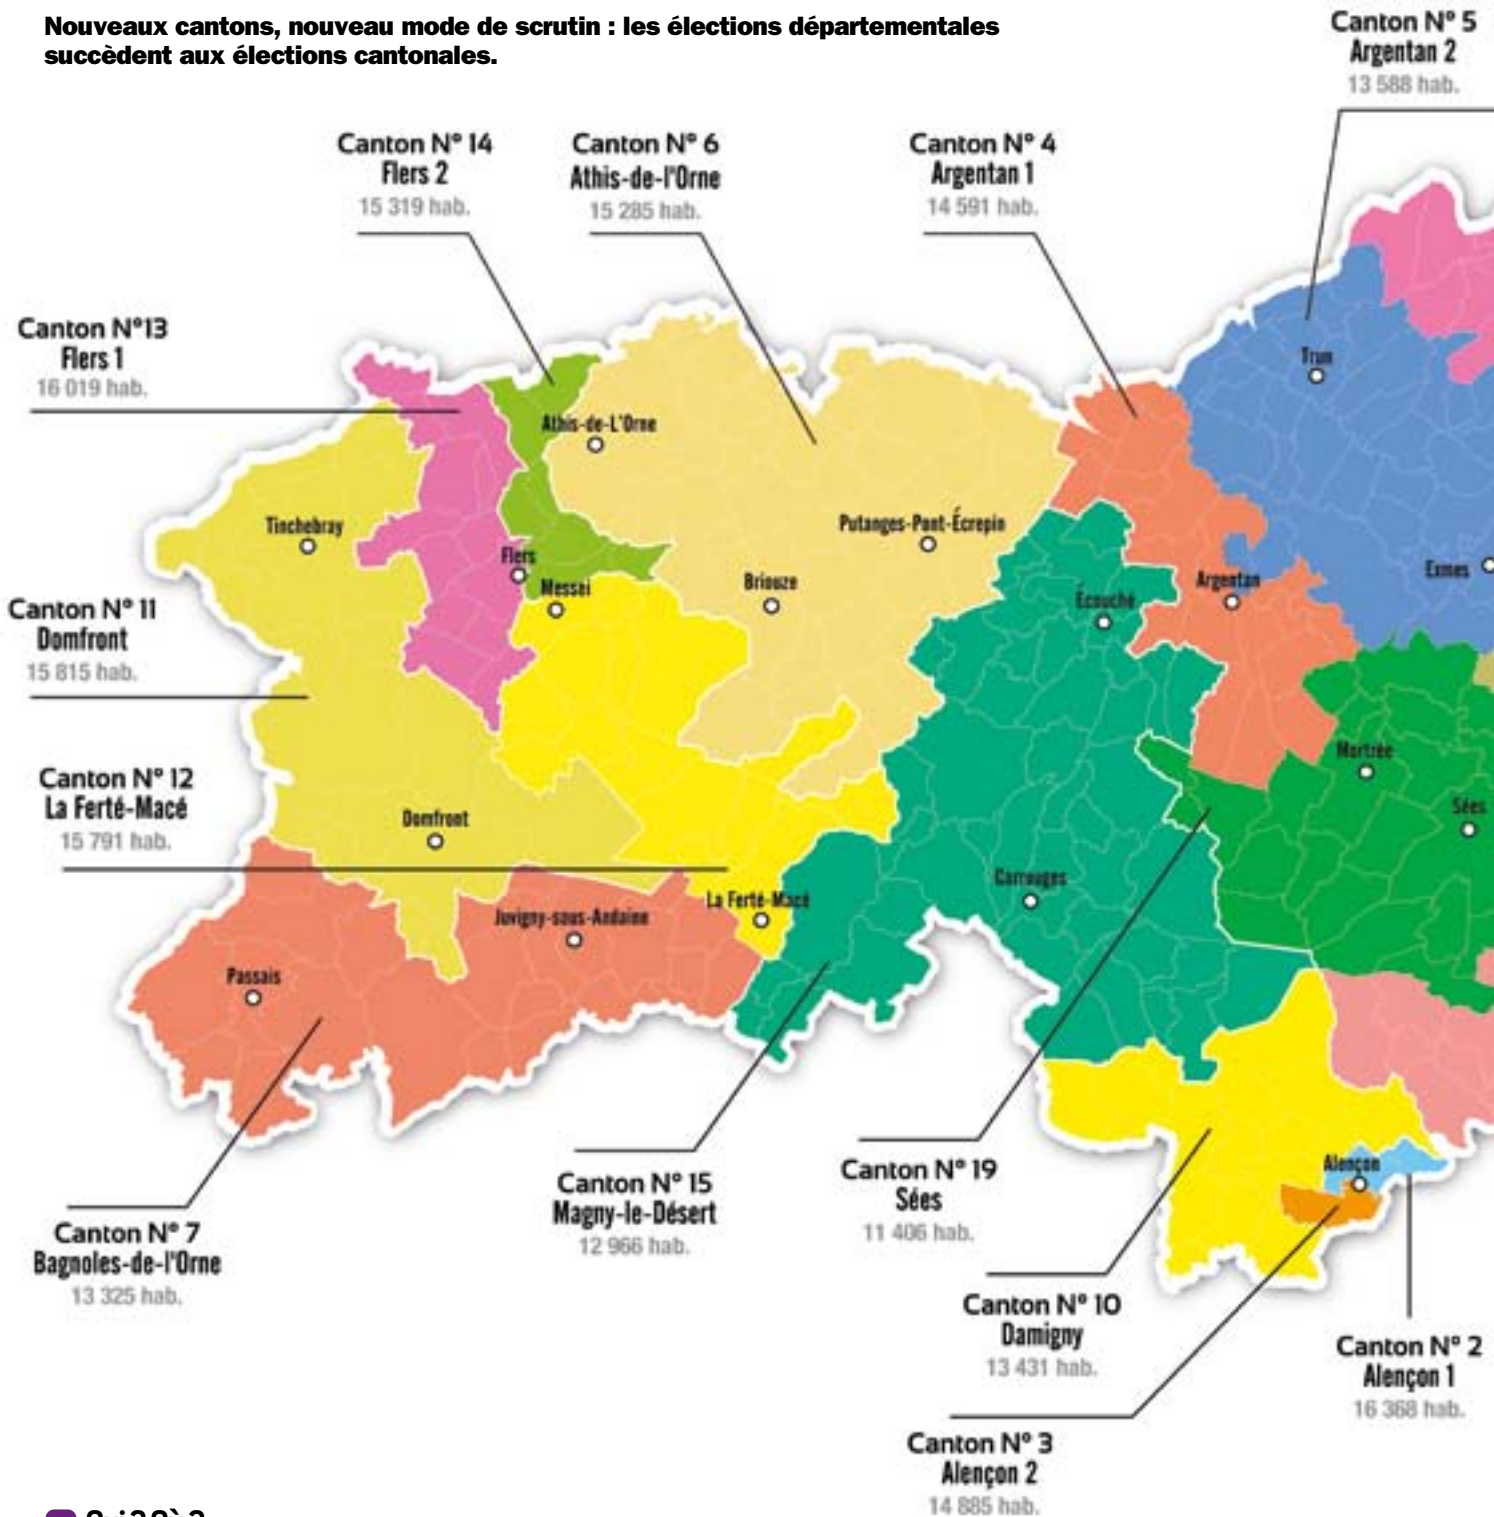 Nouveaux cantons, nouveau mode de scrutin : les élections départementales
succèdent aux élections cantonales.
Canton N° 5
Argentan 2
13 588 hab.
Canton N° 14
Flers 2
15 319 hab.
Canton N° 6
Athis-de-l'Orne
15 285 hab.
Canton N° 4
Argentan 1
14 591 hab.
Canton N°13
Flers 1
16 019 hab.
Trun
Athis-de-L'Orne
Tinchebray
Putanges-Pont-Écrepin
Flers
Messei
Briouze
Écouché
Argentan
Exmes
Canton N° 11
Domfront
15 815 hab.
Mortrée
Sées
Canton N° 12
La Ferté-Macé
15 791 hab.
Domfront
Carrouges
La Ferté-Macé
Juvigny-sous-Andaine
Passais
Alençon
Canton N° 7
Bagnoles-de-l'Orne
13 325 hab.
Canton N° 15
Magny-le-Désert
12 966 hab.
Canton N° 19
Sées
11 406 hab.
Canton N° 10
Damigny
13 431 hab.
Canton N° 2
Alençon 1
16 368 hab.
Canton N° 3
Alençon 2
14 885 hab.